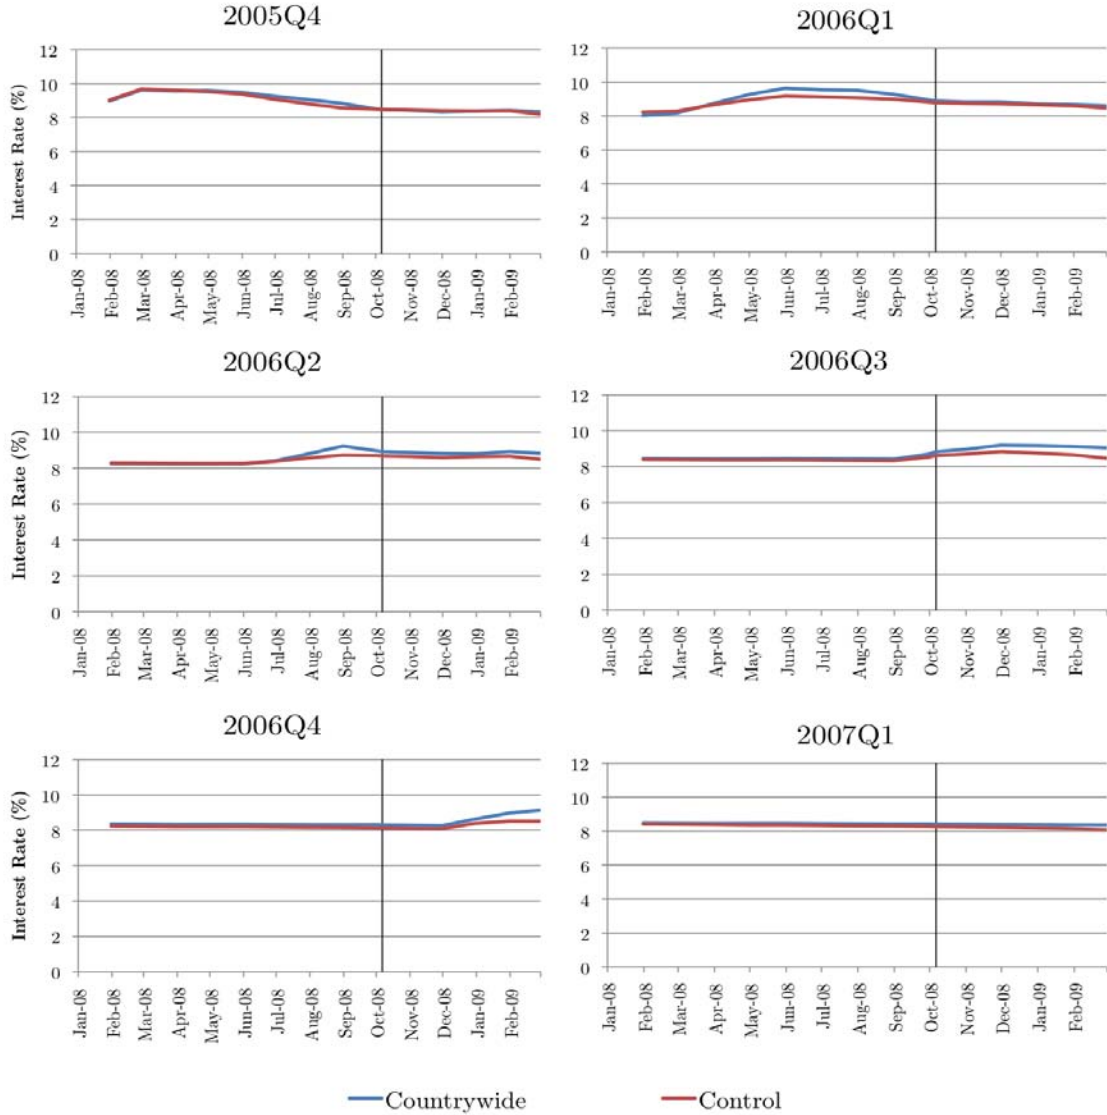 2005Q4
Interest Rate (%)
12
10
8
6
4
2
0
Jan-08
Feb-08
Mar-08
Apr-08
May-08
Jun-08
Jul-08
Aug-08
Sep-08
Oct-08
Nov-08
Dec-08
Jan-09
Feb-09
2006Q1
12
10
8
6
4
2
0
Jan-08
Feb-08
Mar-08
Apr-08
May-08
Jun-08
Jul-08
Aug-08
Sep-08
Oct-08
Nov-08
Dec-08
Jan-09
Feb-09
2006Q2
Interest Rate (%)
12
10
8
6
4
2
0
Jan-08
Feb-08
Mar-08
Apr-08
May-08
Jun-08
Jul-08
Aug-08
Sep-08
Oct-08
Nov-08
Dec-08
Jan-09
Feb-09
2006Q3
12
10
8
6
4
2
0
Jan-08
Feb-08
Mar-08
Apr-08
May-08
Jun-08
Jul-08
Aug-08
Sep-08
Oct-08
Nov-08
Dec-08
Jan-09
Feb-09
2006Q4
Interest Rate (%)
12
10
8
6
4
2
0
Jan-08
Feb-08
Mar-08
Apr-08
May-08
Jun-08
Jul-08
Aug-08
Sep-08
Oct-08
Nov-08
Dec-08
Jan-09
Feb-09
2007Q1
12
10
8
6
4
2
0
Jan-08
Feb-08
Mar-08
Apr-08
May-08
Jun-08
Jul-08
Aug-08
Sep-08
Oct-08
Nov-08
Dec-08
Jan-09
Feb-09
Countrywide
Control